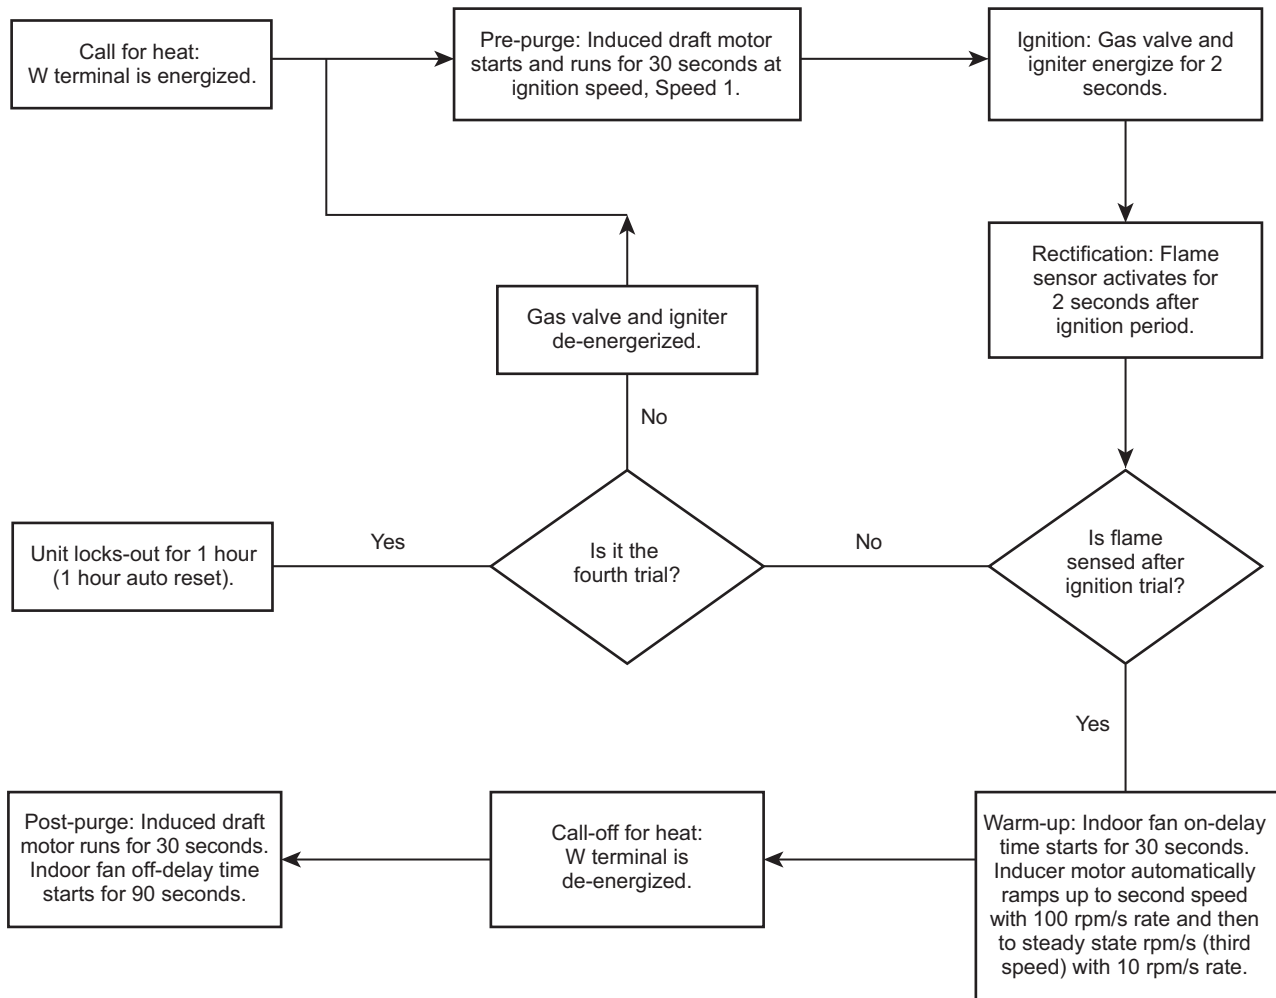 Call for heat:
W terminal is energized.
Pre-purge: Induced draft motor
starts and runs for 30 seconds at
ignition speed, Speed 1.
Ignition: Gas valve and
igniter energize for 2
seconds.
Rectification: Flame
sensor activates for
2 seconds after
ignition period.
Gas valve and igniter
de-energerized.
No
Unit locks-out for 1 hour
(1 hour auto reset).
Yes
Is it the
fourth trial?
No
Is flame
sensed after
ignition trial?
Yes
Post-purge: Induced draft
motor runs for 30 seconds.
Indoor fan off-delay time
starts for 90 seconds.
Call-off for heat:
W terminal is
de-energized.
Warm-up: Indoor fan on-delay
time starts for 30 seconds.
Inducer motor automatically
ramps up to second speed
with 100 rpm/s rate and then
to steady state rpm/s (third
speed) with 10 rpm/s rate.